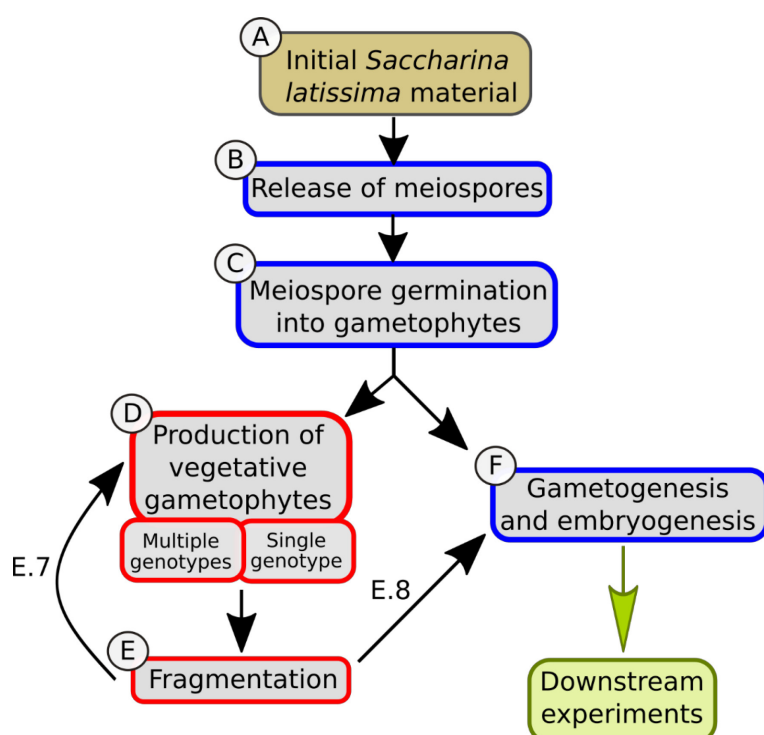 A
Initial Saccharina
latissima material
B
Release of meiospores
C
Meiospore germination
into gametophytes
D
Production of
vegetative
gametophytes
Multiple
genotypes
Single
genotype
F
Gametogenesis
and embryogenesis
E.7
E.8
E
Fragmentation
Downstream
experiments